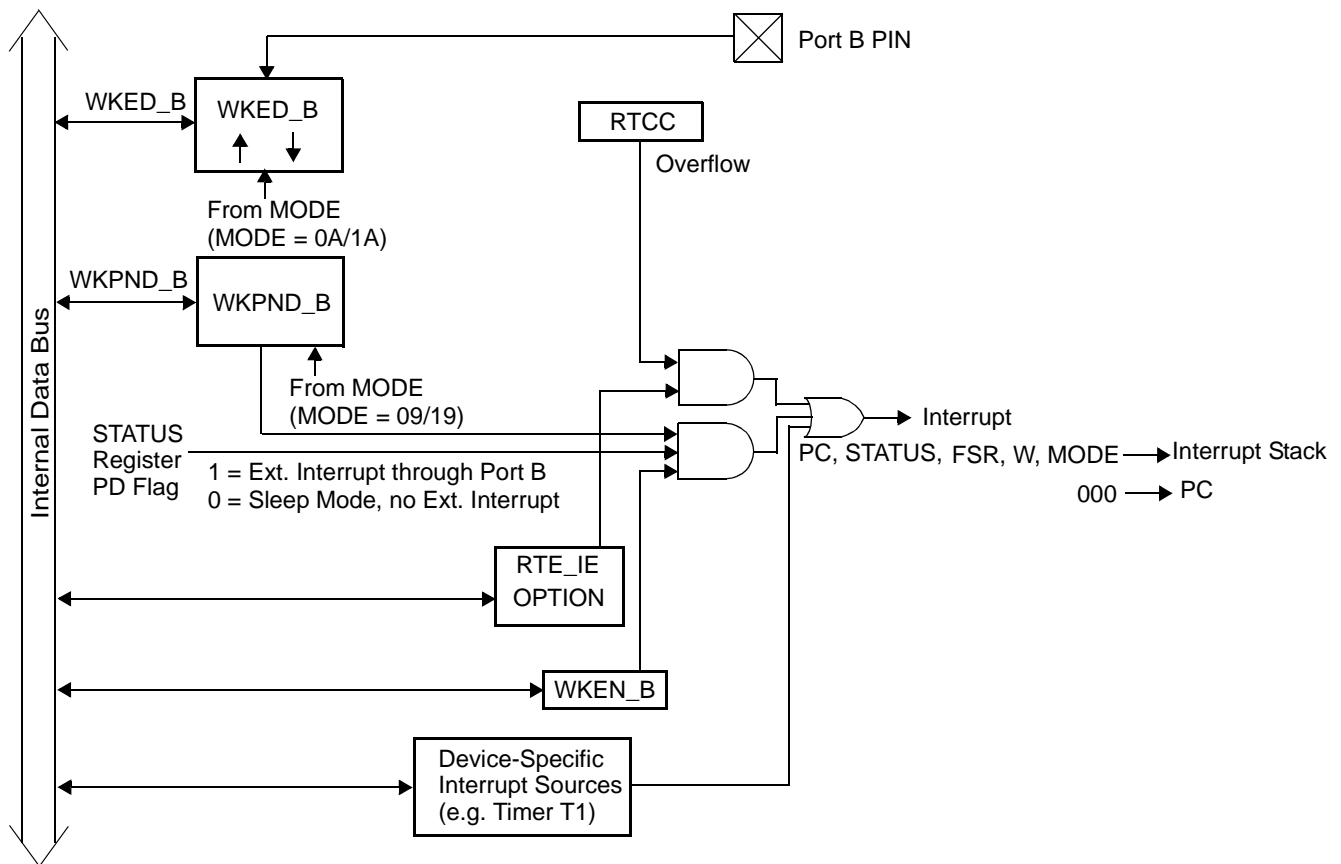 Port B PIN
WKED_B
WKED_B
RTCC
Overflow
From MODE
(MODE = 0A/1A)
WKPND_B
WKPND_B
From MODE
(MODE = 09/19)
Internal Data Bus
STATUS
Register
PD Flag
1 = Ext. Interrupt through Port B
0 = Sleep Mode, no Ext. Interrupt
Interrupt
PC, STATUS, FSR, W, MODE
Interrupt Stack
000
PC
RTE_IE
OPTION
WKEN_B
Device-Specific
Interrupt Sources
(e.g. Timer T1)